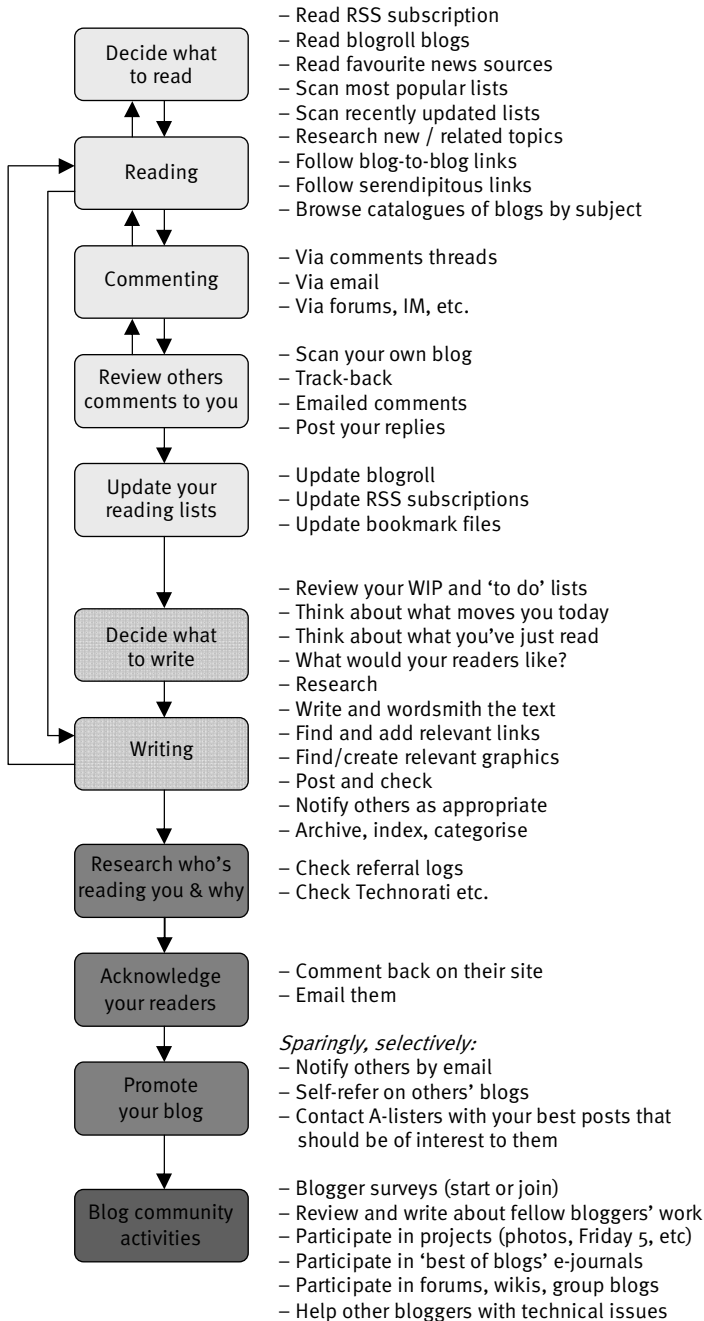 Decide what
to read
– Read RSS subscription
– Read blogroll blogs
– Read favourite news sources
– Scan most popular lists
– Scan recently updated lists
Reading
– Research new / related topics
– Follow blog-to-blog links
– Follow serendipitous links
– Browse catalogues of blogs by subject
Commenting
– Via comments threads
– Via email
– Via forums, IM, etc.
Review others
comments to you
– Scan your own blog
– Track-back
– Emailed comments
– Post your replies
Update your
reading lists
– Update blogroll
– Update RSS subscriptions
– Update bookmark files
Decide what
to write
– Review your WIP and ‘to do’ lists
– Think about what moves you today
– Think about what you’ve just read
– What would your readers like?
– Research
Writing
– Write and wordsmith the text
– Find and add relevant links
– Find/create relevant graphics
– Post and check
– Notify others as appropriate
– Archive, index, categorise
Research who’s
reading you & why
– Check referral logs
– Check Technorati etc.
Acknowledge
your readers
– Comment back on their site
– Email them
Promote
your blog
Sparingly, selectively:
– Notify others by email
– Self-refer on others’ blogs
– Contact A-listers with your best posts that
should be of interest to them
Blog community
activities
– Blogger surveys (start or join)
– Review and write about fellow bloggers’ work
– Participate in projects (photos, Friday 5, etc)
– Participate in ‘best of blogs’ e-journals
– Participate in forums, wikis, group blogs
– Help other bloggers with technical issues